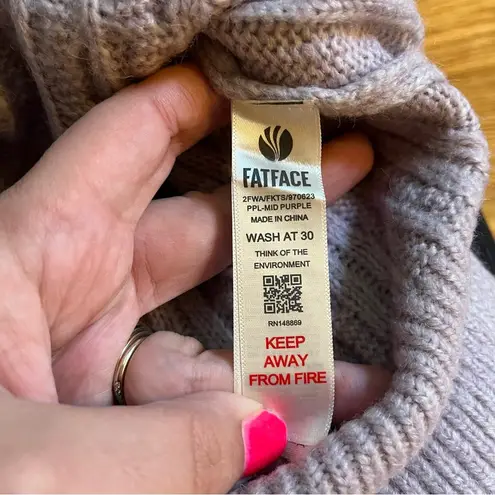 FATFACE
2FWA/FKTS/970623
PPL-MID PURPLE
MADE IN CHINA
WASH AT 30
THINK OF THE
ENVIRONMENT
RN148869
KEEP
AWAY
FROM FIRE